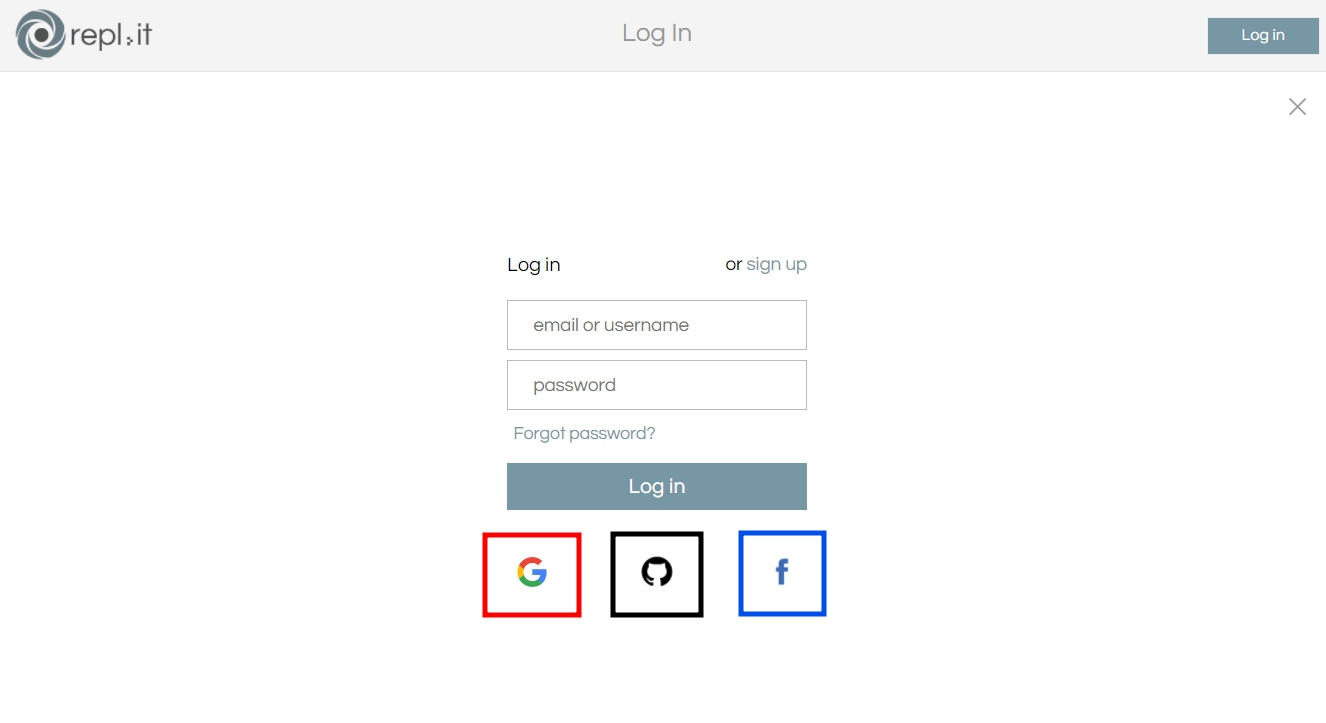 repl.it
Log In
Log in
Log in
or sign up
email or username
password
Forgot password?
Log in